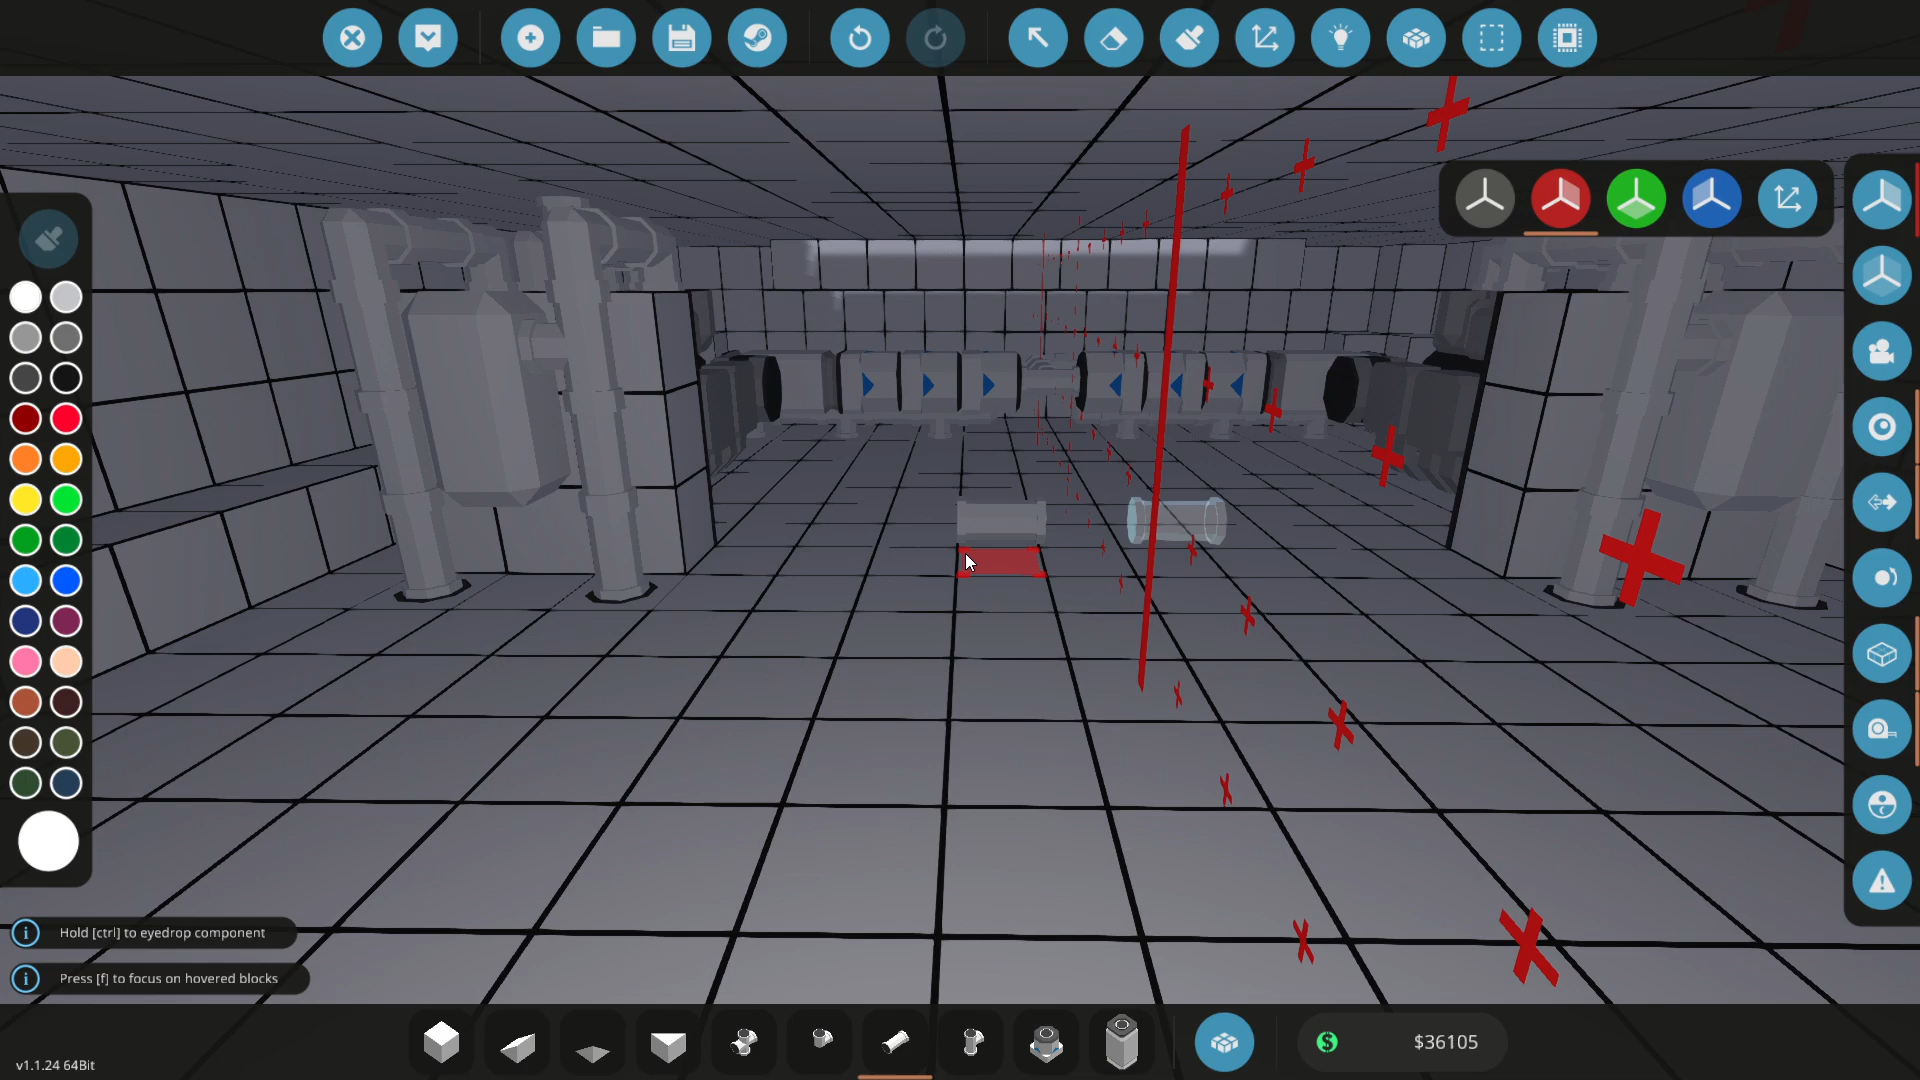 Hold [ctrl] to eyedrop component
Press [f] to focus on hovered blocks
v1.1.24 64Bit
$36105